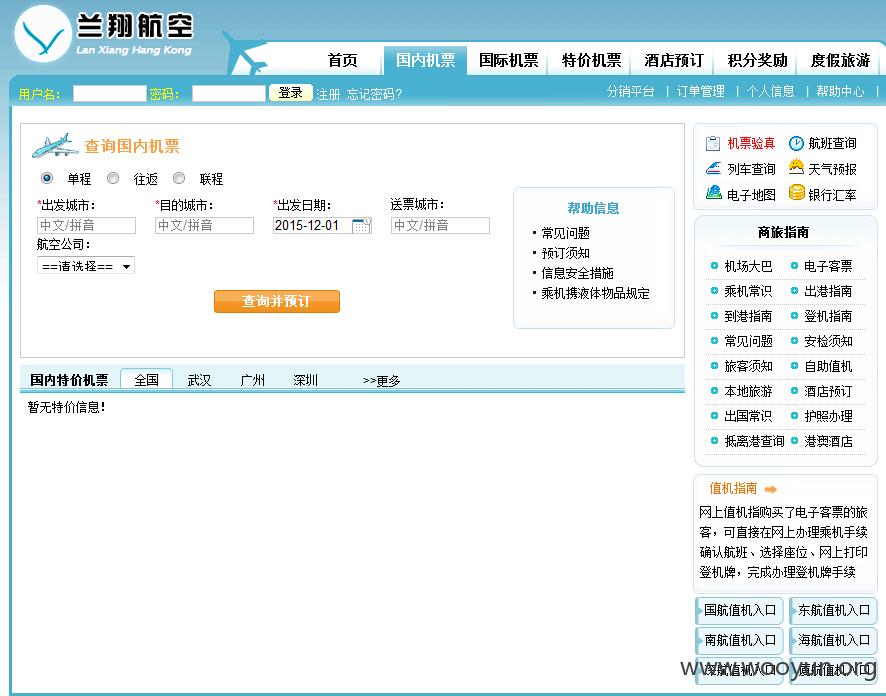 兰翔航空
Lan Xiang Hang Kong
首页 国内机票 国际机票 特价机票 酒店预订 积分奖励 度假旅游
用户名: 密码: 登录 注册 忘记密码? 分销平台 | 订单管理 | 个人信息 | 帮助中心 |
查询国内机票
单程 往返 联程
*出发城市: *目的城市: *出发日期: 送票城市:
中文/拼音 中文/拼音 2015-12-01 中文/拼音
航空公司:
==请选择==
查询并预订
帮助信息
常见问题
预订须知
信息安全措施
乘机携液体物品规定
国内特价机票 全国 武汉 广州 深圳 >>更多
暂无特价信息!
机票验真 航班查询
列车查询 天气预报
电子地图 银行汇率
商旅指南
机场大巴 电子客票
乘机常识 出港指南
到港指南 登机指南
常见问题 安检须知
旅客须知 自助值机
本地旅游 酒店预订
出国常识 护照办理
抵离港查询 港澳酒店
值机指南
网上值机指购买了电子客票的旅
客，可直接在网上办理乘机手续
确认航班、选择座位、网上打印
登机牌，完成办理登机牌手续
国航值机入口 东航值机入口
南航值机入口 海航值机入口
www.wooyun.org